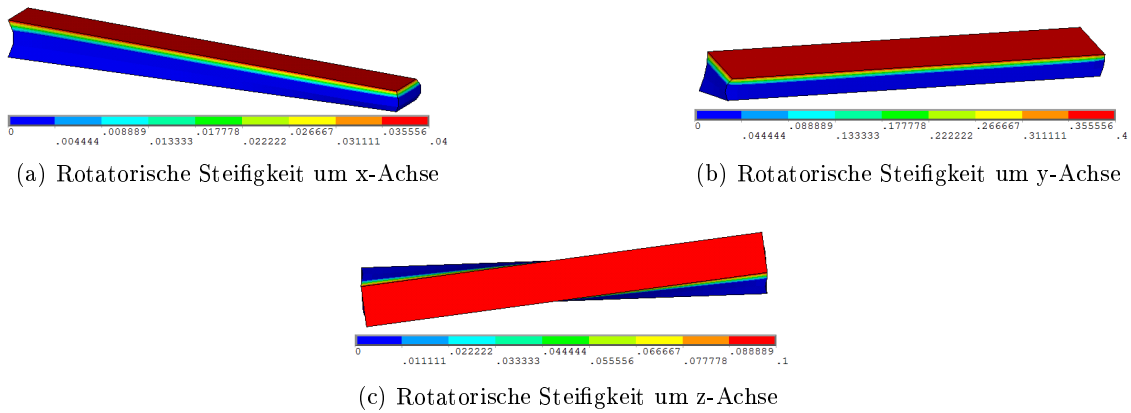 0 .008889 .017778 .026667 .035556
.004444 .013333 .022222 .031111 .04
(a) Rotatorische Steifigkeit um x-Achse
0 .088889 .177778 .266667 .355556
.044444 .133333 .222222 .311111 .4
(b) Rotatorische Steifigkeit um y-Achse
0 .022222 .044444 .066667 .088889
.011111 .033333 .055556 .077778 .1
(c) Rotatorische Steifigkeit um z-Achse